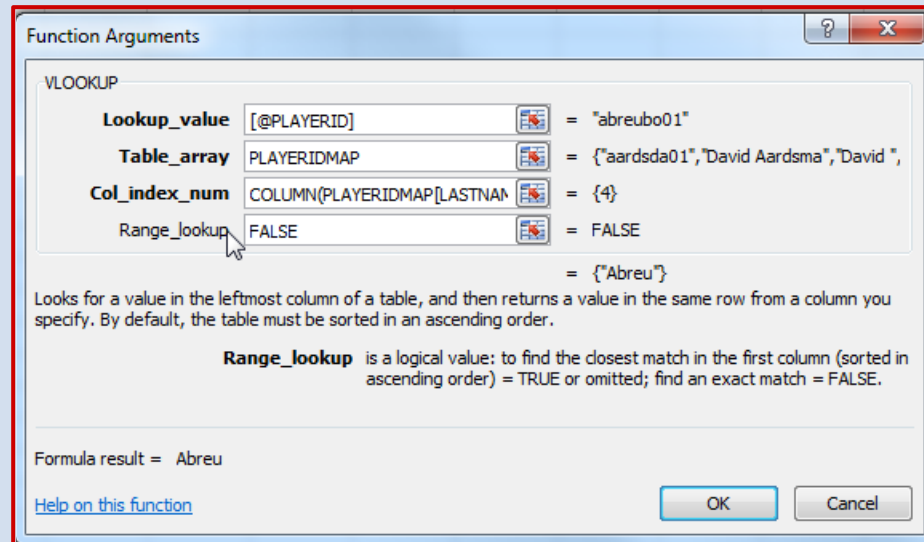 Function Arguments
VLOOKUP
Lookup_value [@PLAYERID] = "abreubo01"
Table_array PLAYERIDMAP = {"aardsda01","David Aardsma","David ",
Col_index_num COLUMN(PLAYERIDMAP[LASTNAM = {4}
Range_lookup FALSE = FALSE
= {"Abreu"}
Looks for a value in the leftmost column of a table, and then returns a value in the same row from a column you
specify. By default, the table must be sorted in an ascending order.
Range_lookup is a logical value: to find the closest match in the first column (sorted in
ascending order) = TRUE or omitted; find an exact match = FALSE.
Formula result = Abreu
Help on this function
OK Cancel